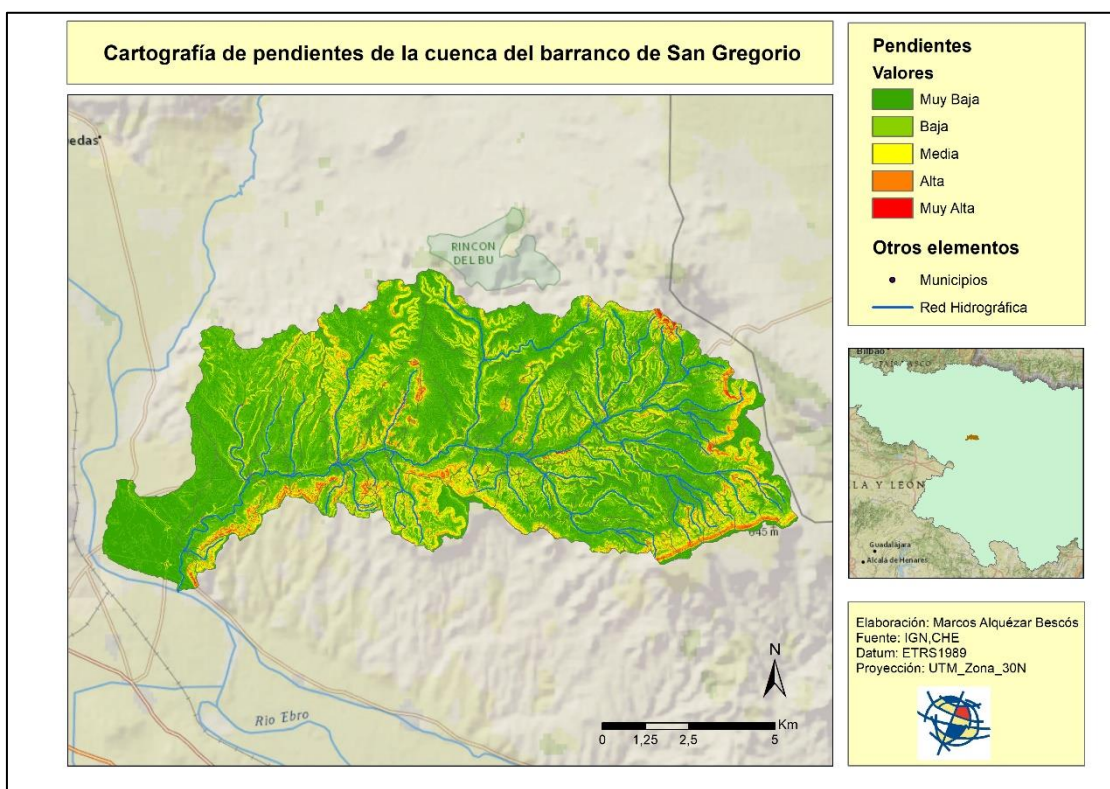 Cartografía de pendientes de la cuenca del barranco de San Gregorio
edas
RINCON
DEL BU
645 m
Rio Ebro
N
Km
0 1,25 2,5 5
Pendientes
Valores
Muy Baja
Baja
Media
Alta
Muy Alta
Otros elementos
Municipios
Red Hidrográfica
Bilbao
LA Y LEÓN
Guadalajara
Alcalá de Henares
Elaboración: Marcos Alquézar Bescós
Fuente: IGN,CHE
Datum: ETRS1989
Proyección: UTM_Zona_30N